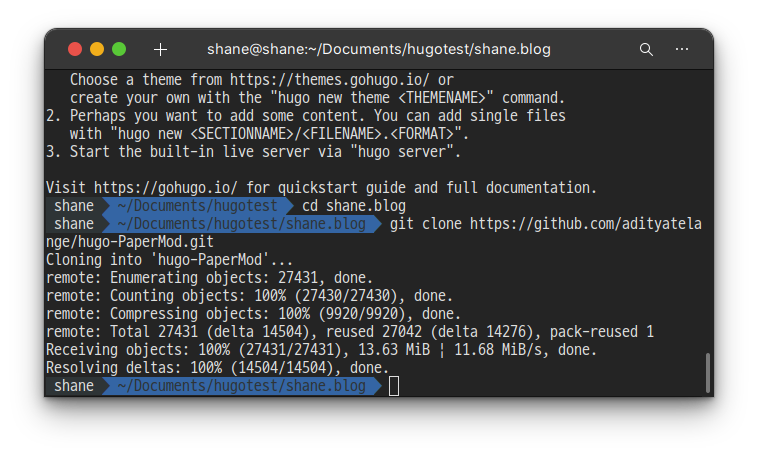 shane@shane:~/Documents/hugotest/shane.blog
Choose a theme from https://themes.gohugo.io/ or
create your own with the "hugo new theme <THEMENAME>" command.
2. Perhaps you want to add some content. You can add single files
with "hugo new <SECTIONNAME>/<FILENAME>.<FORMAT>".
3. Start the built-in live server via "hugo server".
Visit https://gohugo.io/ for quickstart guide and full documentation.
shane ~/Documents/hugotest cd shane.blog
shane ~/Documents/hugotest/shane.blog git clone https://github.com/adityatela
nge/hugo-PaperMod.git
Cloning into 'hugo-PaperMod'...
remote: Enumerating objects: 27431, done.
remote: Counting objects: 100% (27430/27430), done.
remote: Compressing objects: 100% (9920/9920), done.
remote: Total 27431 (delta 14504), reused 27042 (delta 14276), pack-reused 1
Receiving objects: 100% (27431/27431), 13.63 MiB ¦ 11.68 MiB/s, done.
Resolving deltas: 100% (14504/14504), done.
shane ~/Documents/hugotest/shane.blog